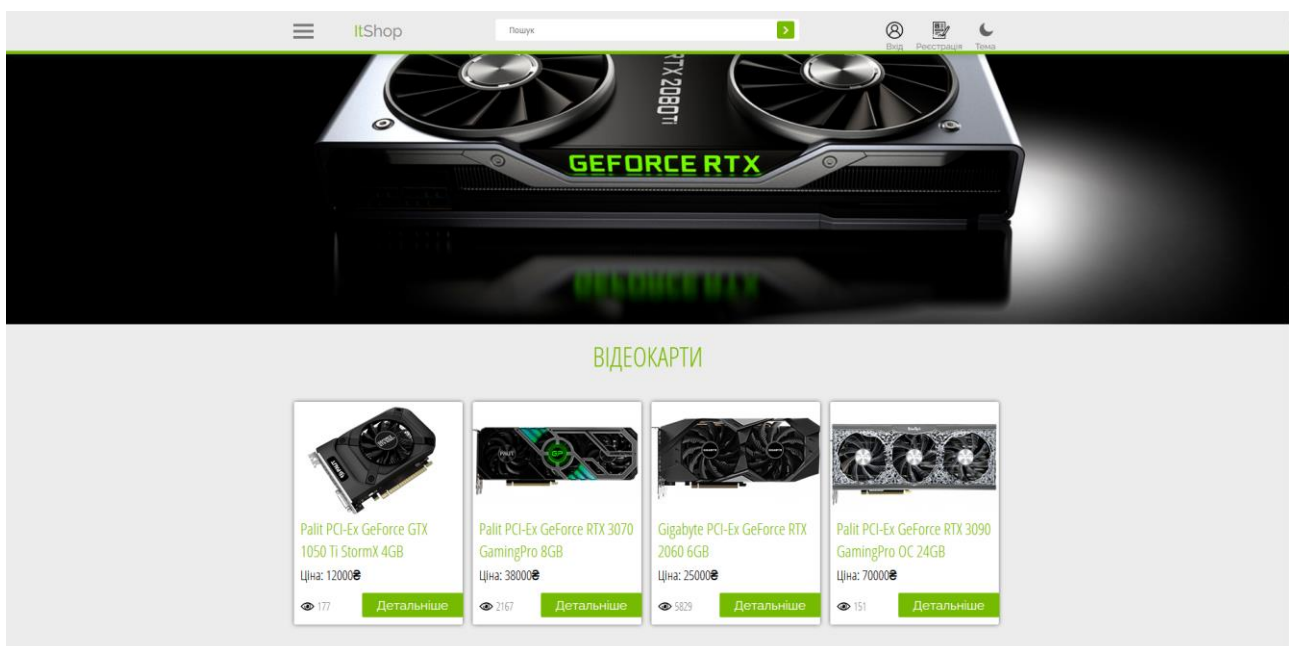 ItShop
Пошук
Вхід
Реєстрація
Тема
RTX 2080Ti
GEFORCE RTX
ВІДЕОКАРТИ
Palit PCI-Ex GeForce GTX
1050 Ti StormX 4GB
Ціна: 12000₴
177
Детальніше
PALIT
GP
Palit PCI-Ex GeForce RTX 3070
GamingPro 8GB
Ціна: 38000₴
2167
Детальніше
Gigabyte PCI-Ex GeForce RTX
2060 6GB
Ціна: 25000₴
5829
Детальніше
Palit PCI-Ex GeForce RTX 3090
GamingPro OC 24GB
Ціна: 70000₴
151
Детальніше